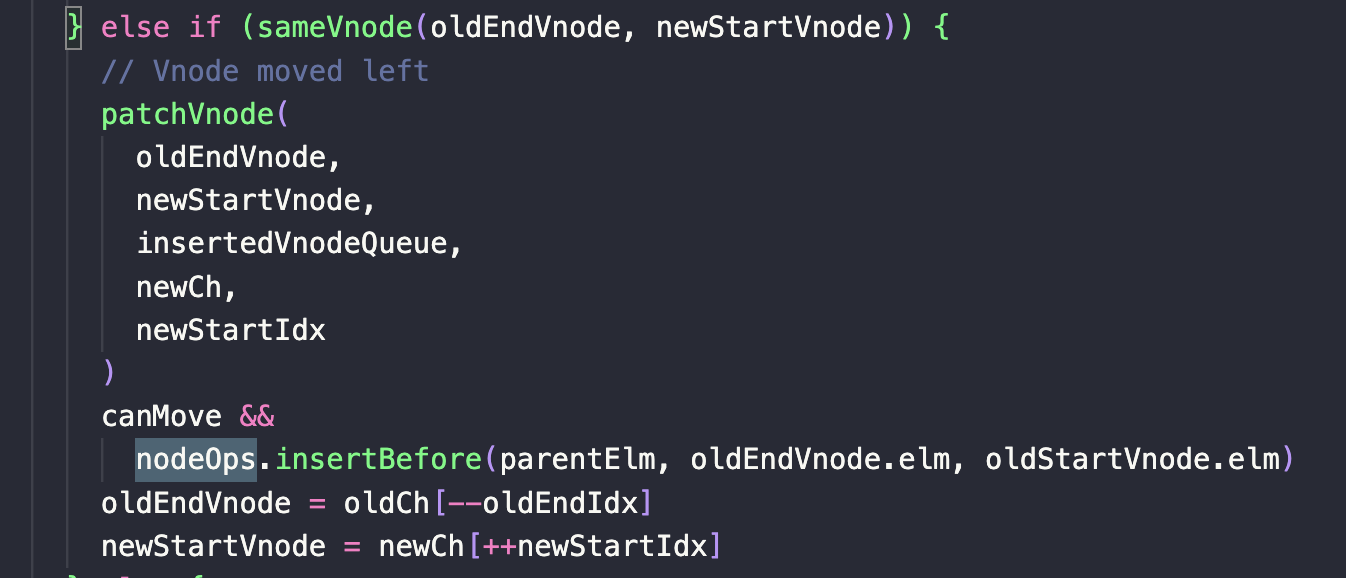 } else if (sameVnode(oldEndVnode, newStartVnode)) {
// Vnode moved left
patchVnode(
oldEndVnode,
newStartVnode,
insertedVnodeQueue,
newCh,
newStartIdx
)
canMove &&
nodeOps.insertBefore(parentElm, oldEndVnode.elm, oldStartVnode.elm)
oldEndVnode = oldCh[--oldEndIdx]
newStartVnode = newCh[++newStartIdx]